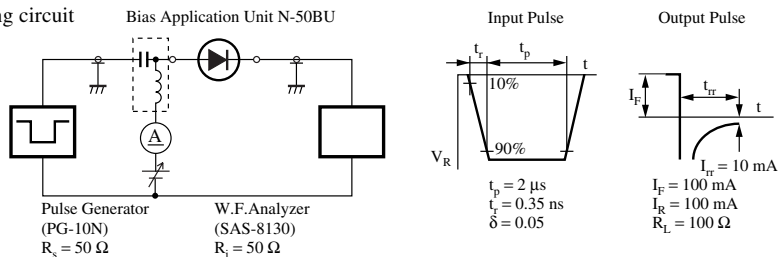 ng circuit
Bias Application Unit N-50BU
A
Pulse Generator
(PG-10N)
R_s = 50 Ω
W.F.Analyzer
(SAS-8130)
R_i = 50 Ω
Input Pulse
t_r
t_p
t
10%
90%
V_R
t_p = 2 μs
t_r = 0.35 ns
δ = 0.05
Output Pulse
I_F
t_rr
t
I_rr = 10 mA
I_F = 100 mA
I_R = 100 mA
R_L = 100 Ω